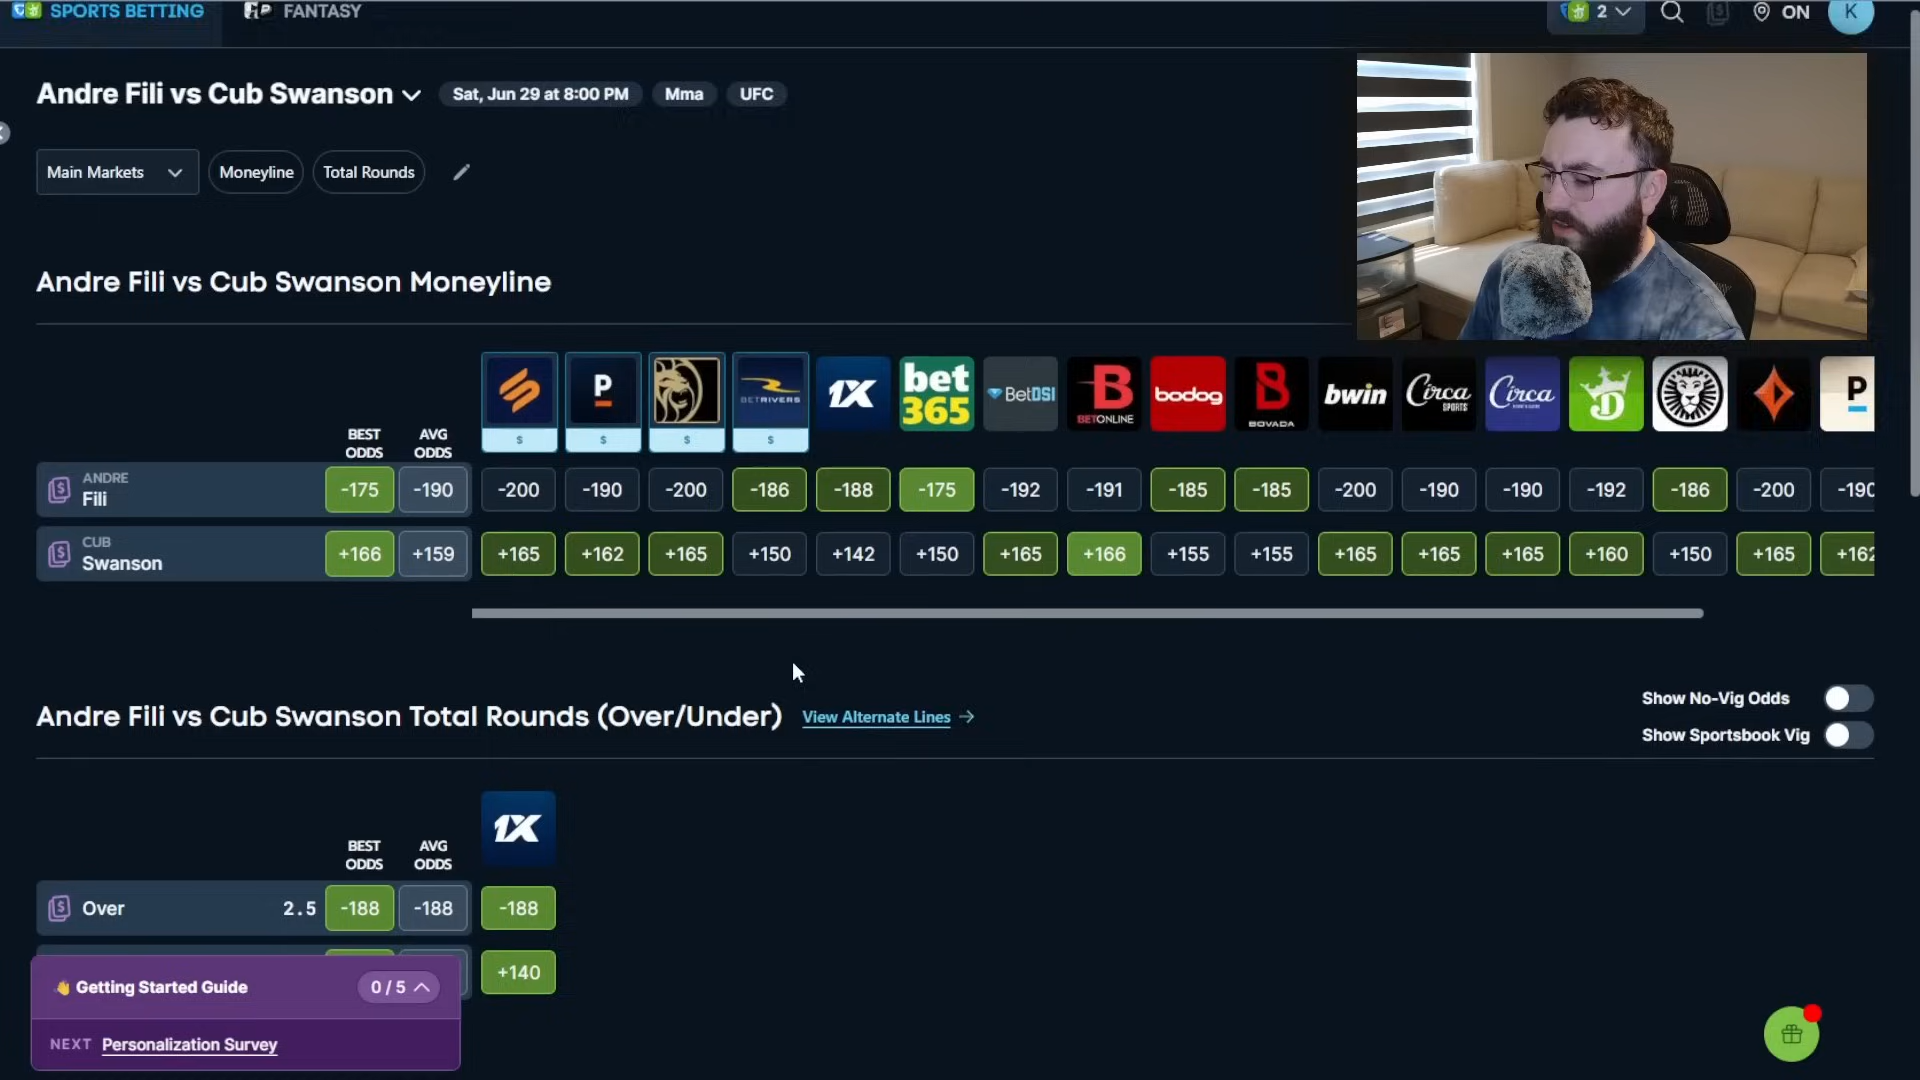 SPORTS BETTING
FANTASY
2
ON
K
Andre Fili vs Cub Swanson
Sat, Jun 29 at 8:00 PM
Mma
UFC
Main Markets
Moneyline
Total Rounds
Andre Fili vs Cub Swanson Moneyline
P
BETRIVERS
1X
bet365
BetDSI
B BETONLINE
bodog
B BOVADA
bwin
Circa SPORTS
Circa
P
$ $ $ $
BEST ODDS
AVG ODDS
ANDRE
Fili
-175 -190 -200 -190 -200 -186 -188 -175 -192 -191 -185 -185 -200 -190 -190 -192 -186 -200 -190
CUB
Swanson
+166 +159 +165 +162 +165 +150 +142 +150 +165 +166 +155 +155 +165 +165 +165 +160 +150 +165 +162
Andre Fili vs Cub Swanson Total Rounds (Over/Under)
View Alternate Lines
Show No-Vig Odds
Show Sportsbook Vig
1X
BEST ODDS
AVG ODDS
Over 2.5 -188 -188 -188
+140
Getting Started Guide
0 / 5
NEXT Personalization Survey